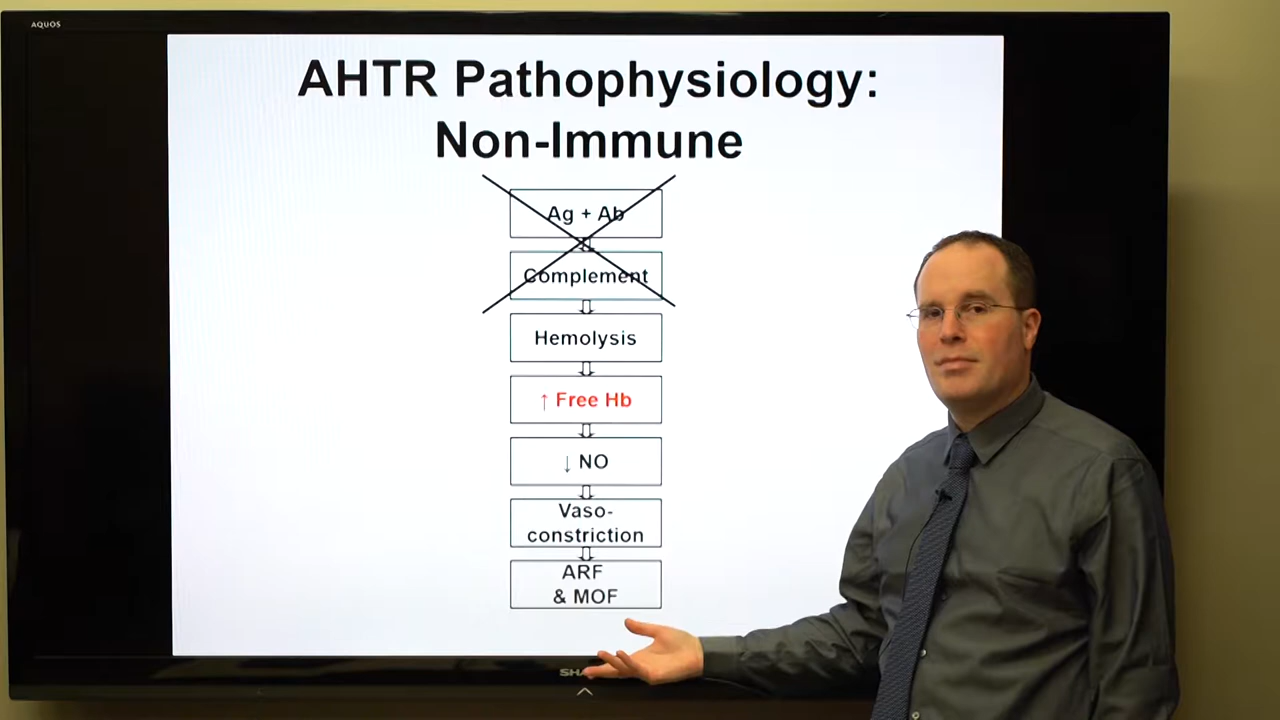 AQUOS
AHTR Pathophysiology:
Non-Immune
Ag + Ab
Complement
Hemolysis
↑ Free Hb
↓ NO
Vaso-
constriction
ARF
& MOF